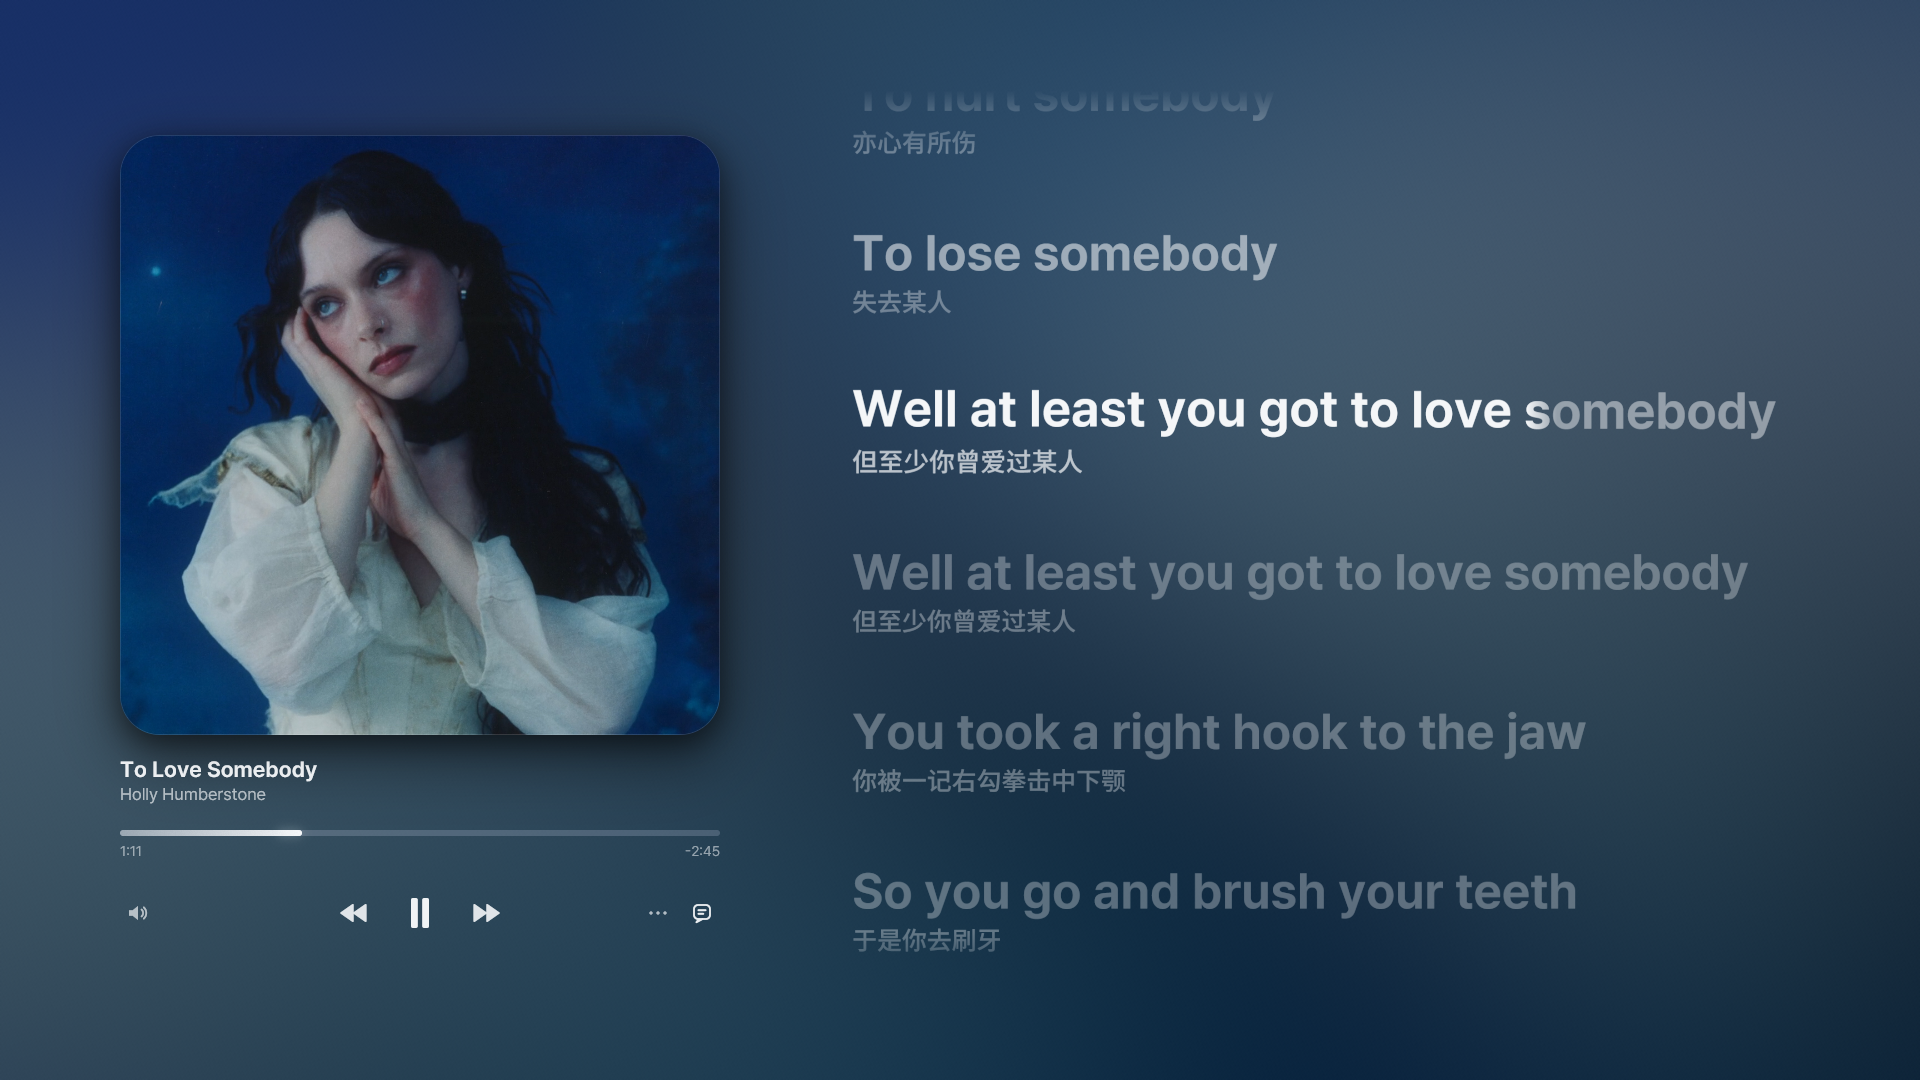 To Love Somebody
Holly Humberstone
1:11
-2:45
To hurt somebody
亦心有所伤
To lose somebody
失去某人
Well at least you got to love somebody
但至少你曾爱过某人
Well at least you got to love somebody
但至少你曾爱过某人
You took a right hook to the jaw
你被一记右勾拳击中下颚
So you go and brush your teeth
于是你去刷牙